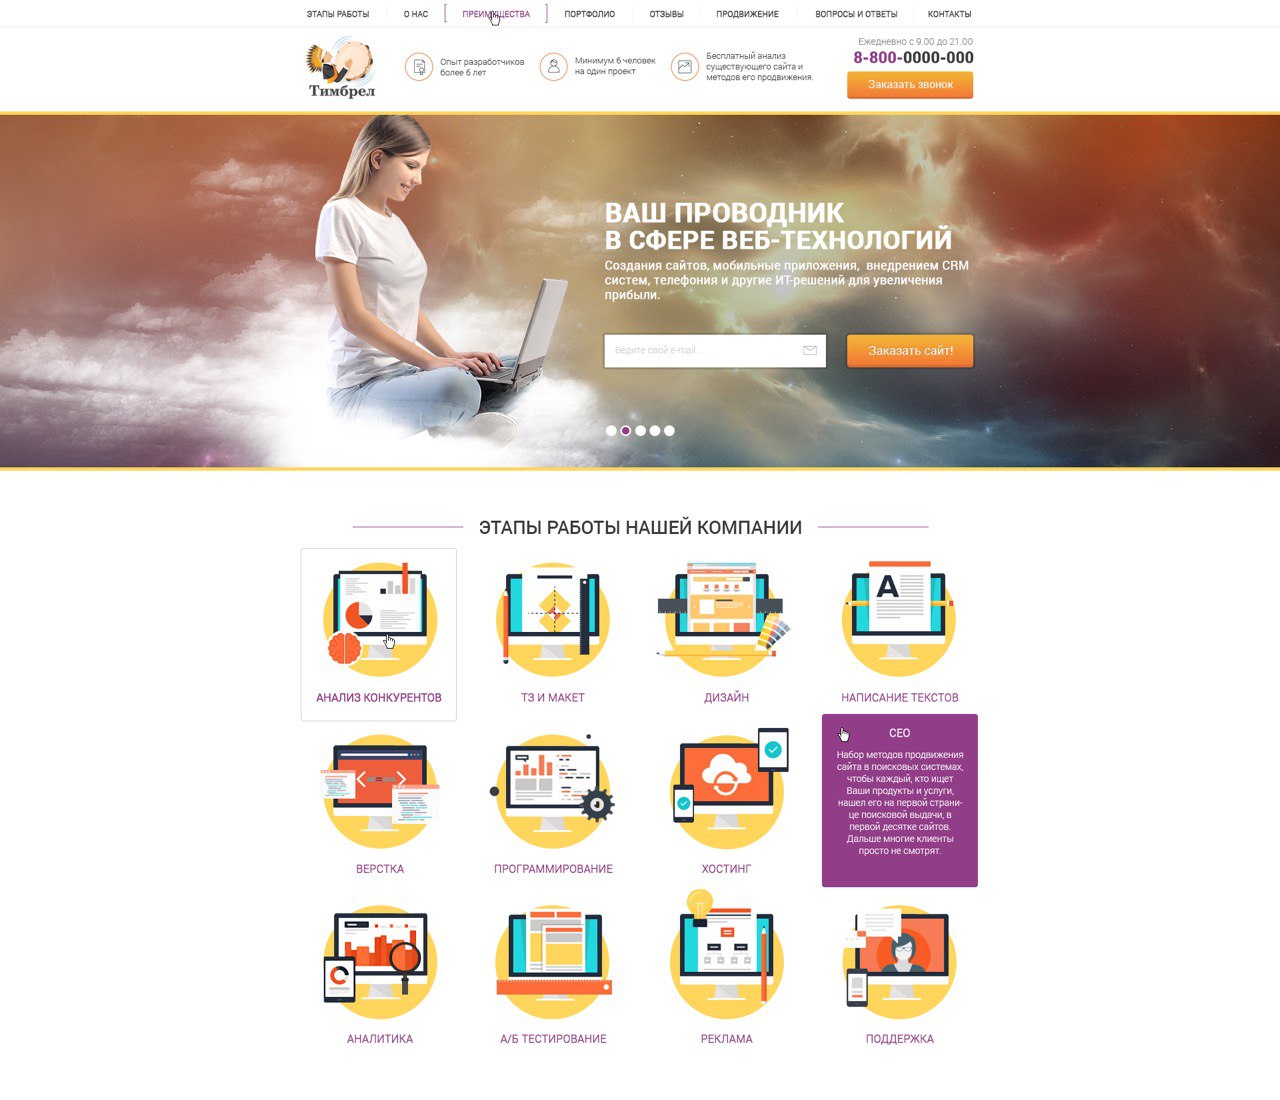 ЭТАПЫ РАБОТЫ
О НАС
ПРЕИМУЩЕСТВА
ПОРТФОЛИО
ОТЗЫВЫ
ПРОДВИЖЕНИЕ
ВОПРОСЫ И ОТВЕТЫ
КОНТАКТЫ
Тимбрел
Опыт разработчиков
более 6 лет
Минимум 6 человек
на один проект
Бесплатный анализ
существующего сайта и
методов его продвижения.
Ежедневно с 9.00 до 21.00
8-800-0000-000
Заказать звонок
ВАШ ПРОВОДНИК
В СФЕРЕ ВЕБ-ТЕХНОЛОГИЙ
Создания сайтов, мобильные приложения, внедрением CRM
систем, телефония и другие ИТ-решений для увеличения
прибыли.
Ведите свой e-mail...
Заказать сайт!
ЭТАПЫ РАБОТЫ НАШЕЙ КОМПАНИИ
A
АНАЛИЗ КОНКУРЕНТОВ
ТЗ И МАКЕТ
ДИЗАЙН
НАПИСАНИЕ ТЕКСТОВ
ВЕРСТКА
ПРОГРАММИРОВАНИЕ
ХОСТИНГ
СЕО
Набор методов продвижения
сайта в поисковых системах,
чтобы каждый, кто ищет
Ваши продукты и услуги,
нашел его на первой страни-
це поисковой выдачи, в
первой десятке сайтов.
Дальше многие клиенты
просто не смотрят.
АНАЛИТИКА
А/Б ТЕСТИРОВАНИЕ
РЕКЛАМА
ПОДДЕРЖКА